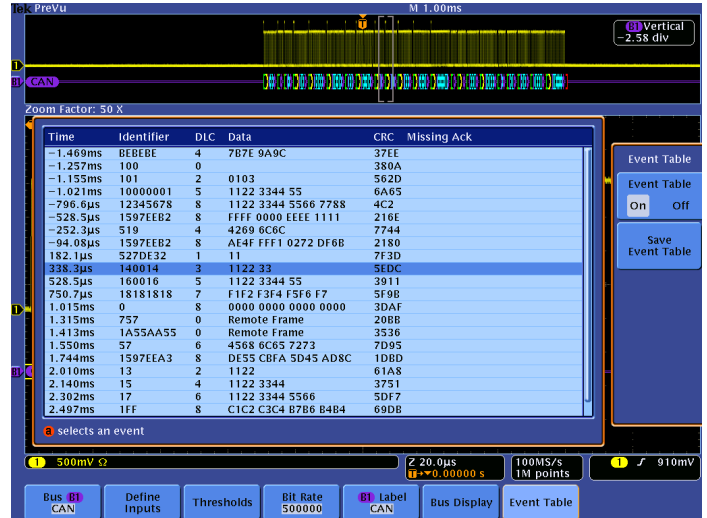 Tek PreVu
M 1.00ms
T
B1 Vertical
-2.58 div
1
B1 CAN
Zoom Factor: 50 X
Time Identifier DLC Data CRC Missing Ack
-1.469ms BEBEBE 4 7B7E 9A9C 37EE
-1.257ms 100 0 380A
-1.155ms 101 2 0103 562D
-1.021ms 10000001 5 1122 3344 55 6A65
-796.6µs 12345678 8 1122 3344 5566 7788 4C2
-528.5µs 1597EEB2 8 FFFF 0000 EEEE 1111 216E
-252.3µs 519 4 4269 6C6C 7744
-94.08µs 1597EEB2 8 AE4F FFF1 0272 DF6B 2180
182.1µs 527DE32 1 11 7F3D
338.3µs 140014 3 1122 33 5EDC
528.5µs 160016 5 1122 3344 55 3911
750.7µs 18181818 7 F1F2 F3F4 F5F6 F7 5F9B
1.015ms 0 8 0000 0000 0000 0000 3DAF
1.315ms 757 0 Remote Frame 20BB
1.413ms 1A55AA55 0 Remote Frame 3536
1.550ms 57 6 4568 6C65 7273 7D95
1.744ms 1597EEA3 8 DE55 CBFA 5D45 AD8C 1DBD
2.010ms 13 2 1122 61A8
2.140ms 15 4 1122 3344 3751
2.302ms 17 6 1122 3344 5566 5DF7
2.497ms 1FF 8 C1C2 C3C4 B7B6 B4B4 69DB
a selects an event
Event Table
Event Table
On Off
Save
Event Table
1
B1
1 500mV Ω
Z 20.0µs
T→▼0.00000 s
100MS/s
1M points
1 ƒ 910mV
Bus B1
CAN
Define
Inputs
Thresholds
Bit Rate
500000
B1 Label
CAN
Bus Display
Event Table